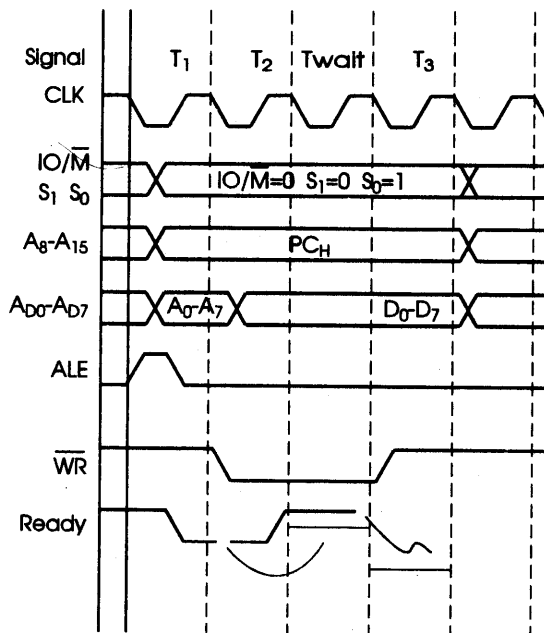 Signal T1 T2 Twait T3
CLK
IO/M̅
S1 S0
IO/M̅=0 S1=0 S0=1
A8-A15
PCH
AD0-AD7
A0-A7
D0-D7
ALE
W̅R̅
Ready